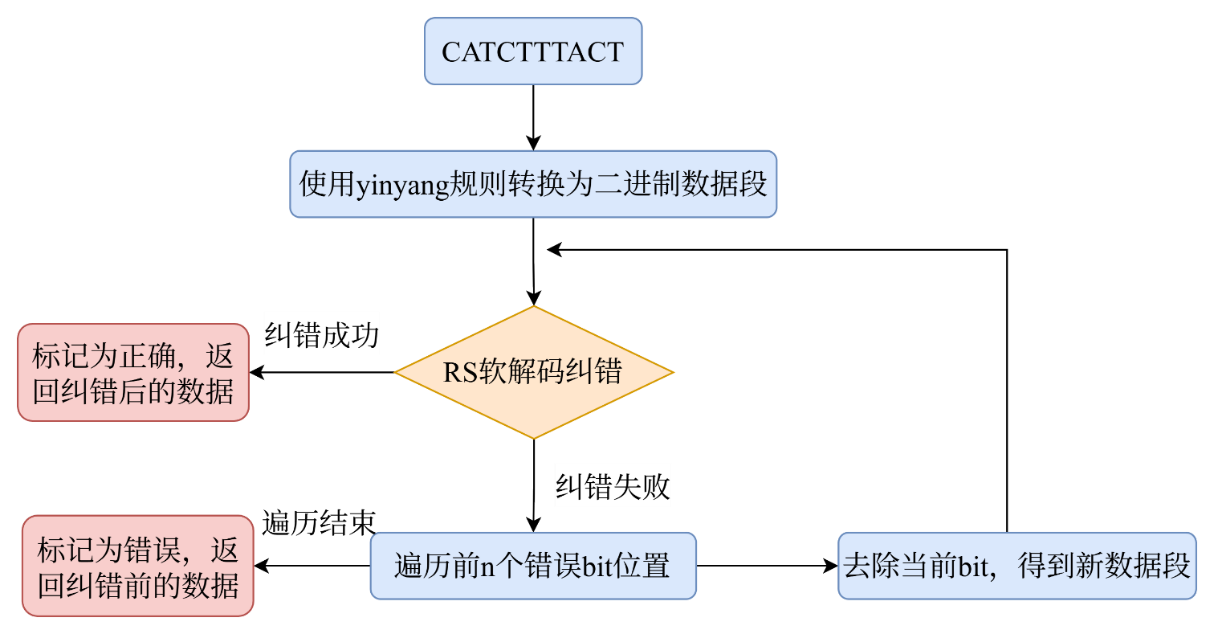 CATCTTTACT
使用yinyang规则转换为二进制数据段
纠错成功
标记为正确，返
回纠错后的数据
RS软解码纠错
纠错失败
遍历结束
标记为错误，返
回纠错前的数据
遍历前n个错误bit位置
去除当前bit，得到新数据段